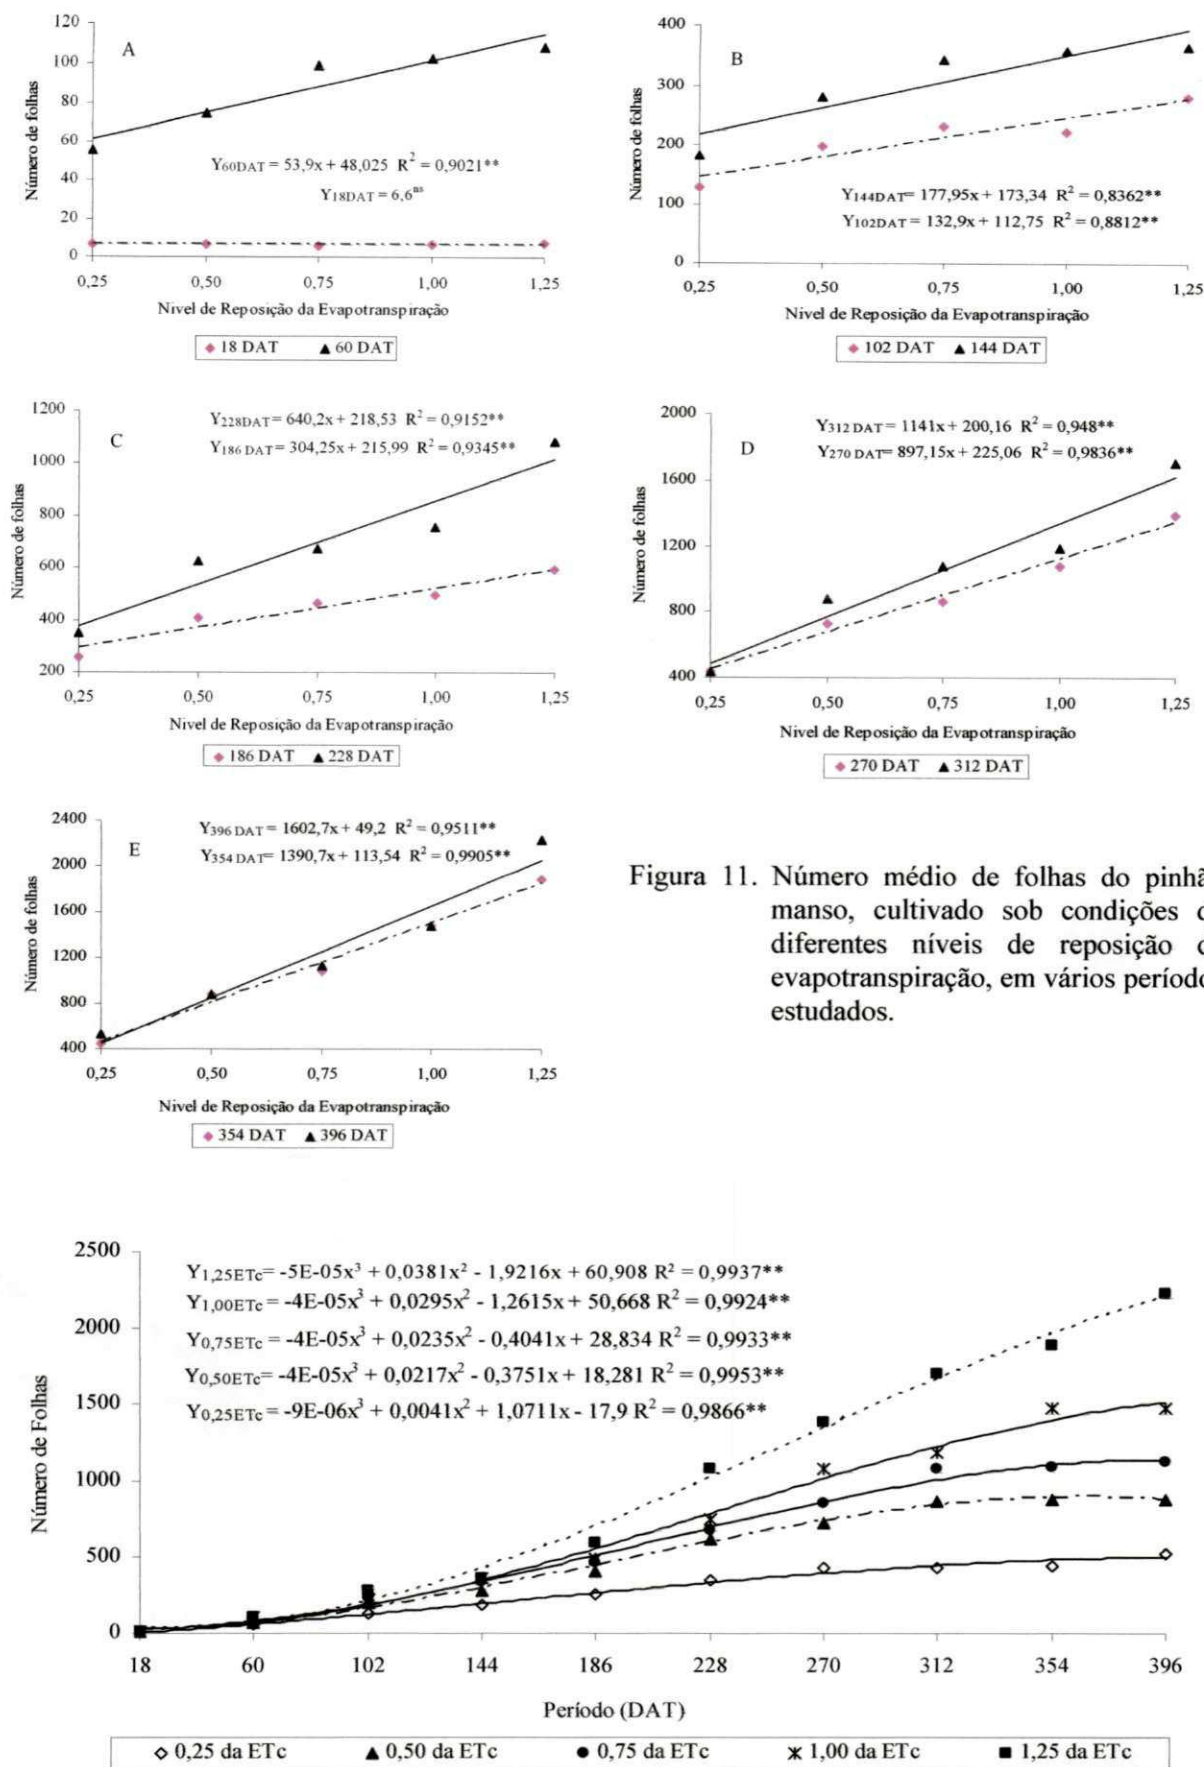 120
100
80
60
40
20
0
Número de folhas
A
Y60DAT = 53,9x + 48,025 R² = 0,9021**
Y18DAT = 6,6ns
0,25 0,50 0,75 1,00 1,25
Nivel de Reposição da Evapotranspiração
18 DAT 60 DAT
400
300
200
100
0
Número de folhas
B
Y144DAT= 177,95x + 173,34 R² = 0,8362**
Y102DAT = 132,9x + 112,75 R² = 0,8812**
0,25 0,50 0,75 1,00 1,25
Nivel de Reposição da Evapotranspiração
102 DAT 144 DAT
1200
1000
800
600
400
200
Número de folhas
C
Y228DAT= 640,2x + 218,53 R² = 0,9152**
Y186 DAT= 304,25x + 215,99 R² = 0,9345**
0,25 0,50 0,75 1,00 1,25
Nivel de Reposição da Evapotranspiração
186 DAT 228 DAT
2000
1600
1200
800
400
Número de folhas
D
Y312 DAT= 1141x + 200,16 R² = 0,948**
Y270 DAT= 897,15x + 225,06 R² = 0,9836**
0,25 0,50 0,75 1,00 1,25
Nivel de Reposição da Evapotranspiração
270 DAT 312 DAT
2400
2000
1600
1200
800
400
Número de folhas
E
Y396 DAT= 1602,7x + 49,2 R² = 0,9511**
Y354 DAT= 1390,7x + 113,54 R² = 0,9905**
0,25 0,50 0,75 1,00 1,25
Nivel de Reposição da Evapotranspiração
354 DAT 396 DAT
Figura 11. Número médio de folhas do pinhã
manso, cultivado sob condições d
diferentes níveis de reposição d
evapotranspiração, em vários período
estudados.
2500
2000
1500
1000
500
0
Número de Folhas
Y1,25ETc= -5E-05x³ + 0,0381x² - 1,9216x + 60,908 R² = 0,9937**
Y1,00ETc= -4E-05x³ + 0,0295x² - 1,2615x + 50,668 R² = 0,9924**
Y0,75ETc= -4E-05x³ + 0,0235x² - 0,4041x + 28,834 R² = 0,9933**
Y0,50ETc= -4E-05x³ + 0,0217x² - 0,3751x + 18,281 R² = 0,9953**
Y0,25ETc= -9E-06x³ + 0,0041x² + 1,0711x - 17,9 R² = 0,9866**
18 60 102 144 186 228 270 312 354 396
Período (DAT)
0,25 da ETc 0,50 da ETc 0,75 da ETc 1,00 da ETc 1,25 da ETc